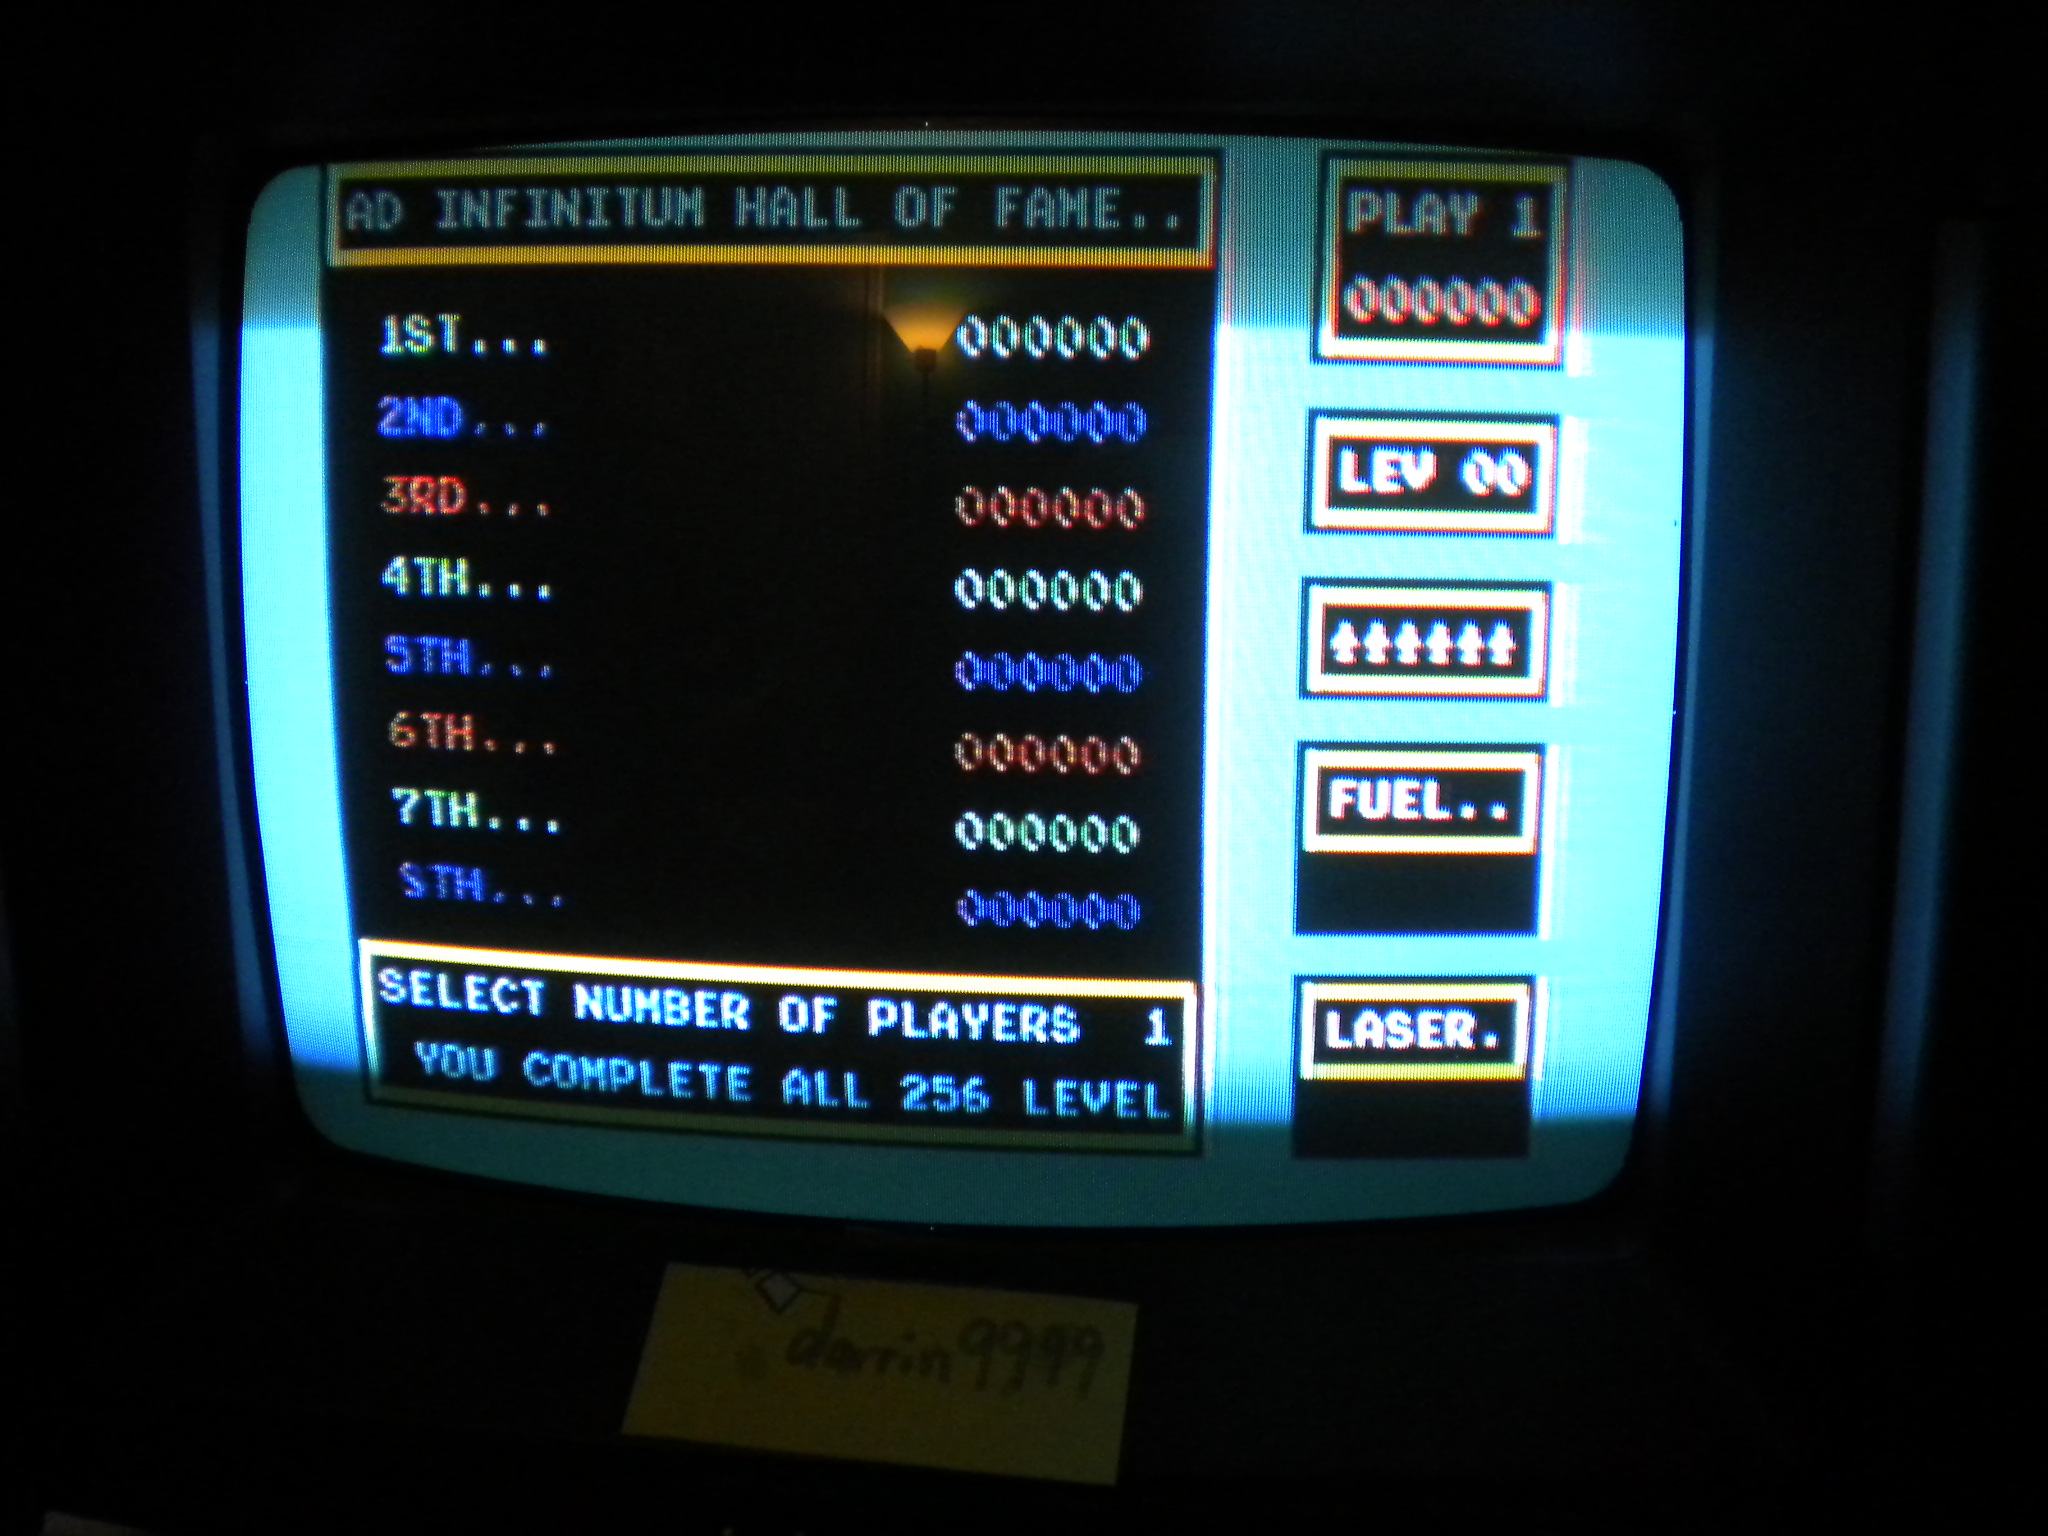 AD INFINITUM HALL OF FAME..
1ST... 000000
2ND... 000000
3RD... 000000
4TH... 000000
5TH... 000000
6TH... 000000
7TH... 000000
8TH... 000000
SELECT NUMBER OF PLAYERS 1
YOU COMPLETE ALL 256 LEVEL
PLAY 1
000000
LEV 00
FUEL..
LASER.
darrin9999